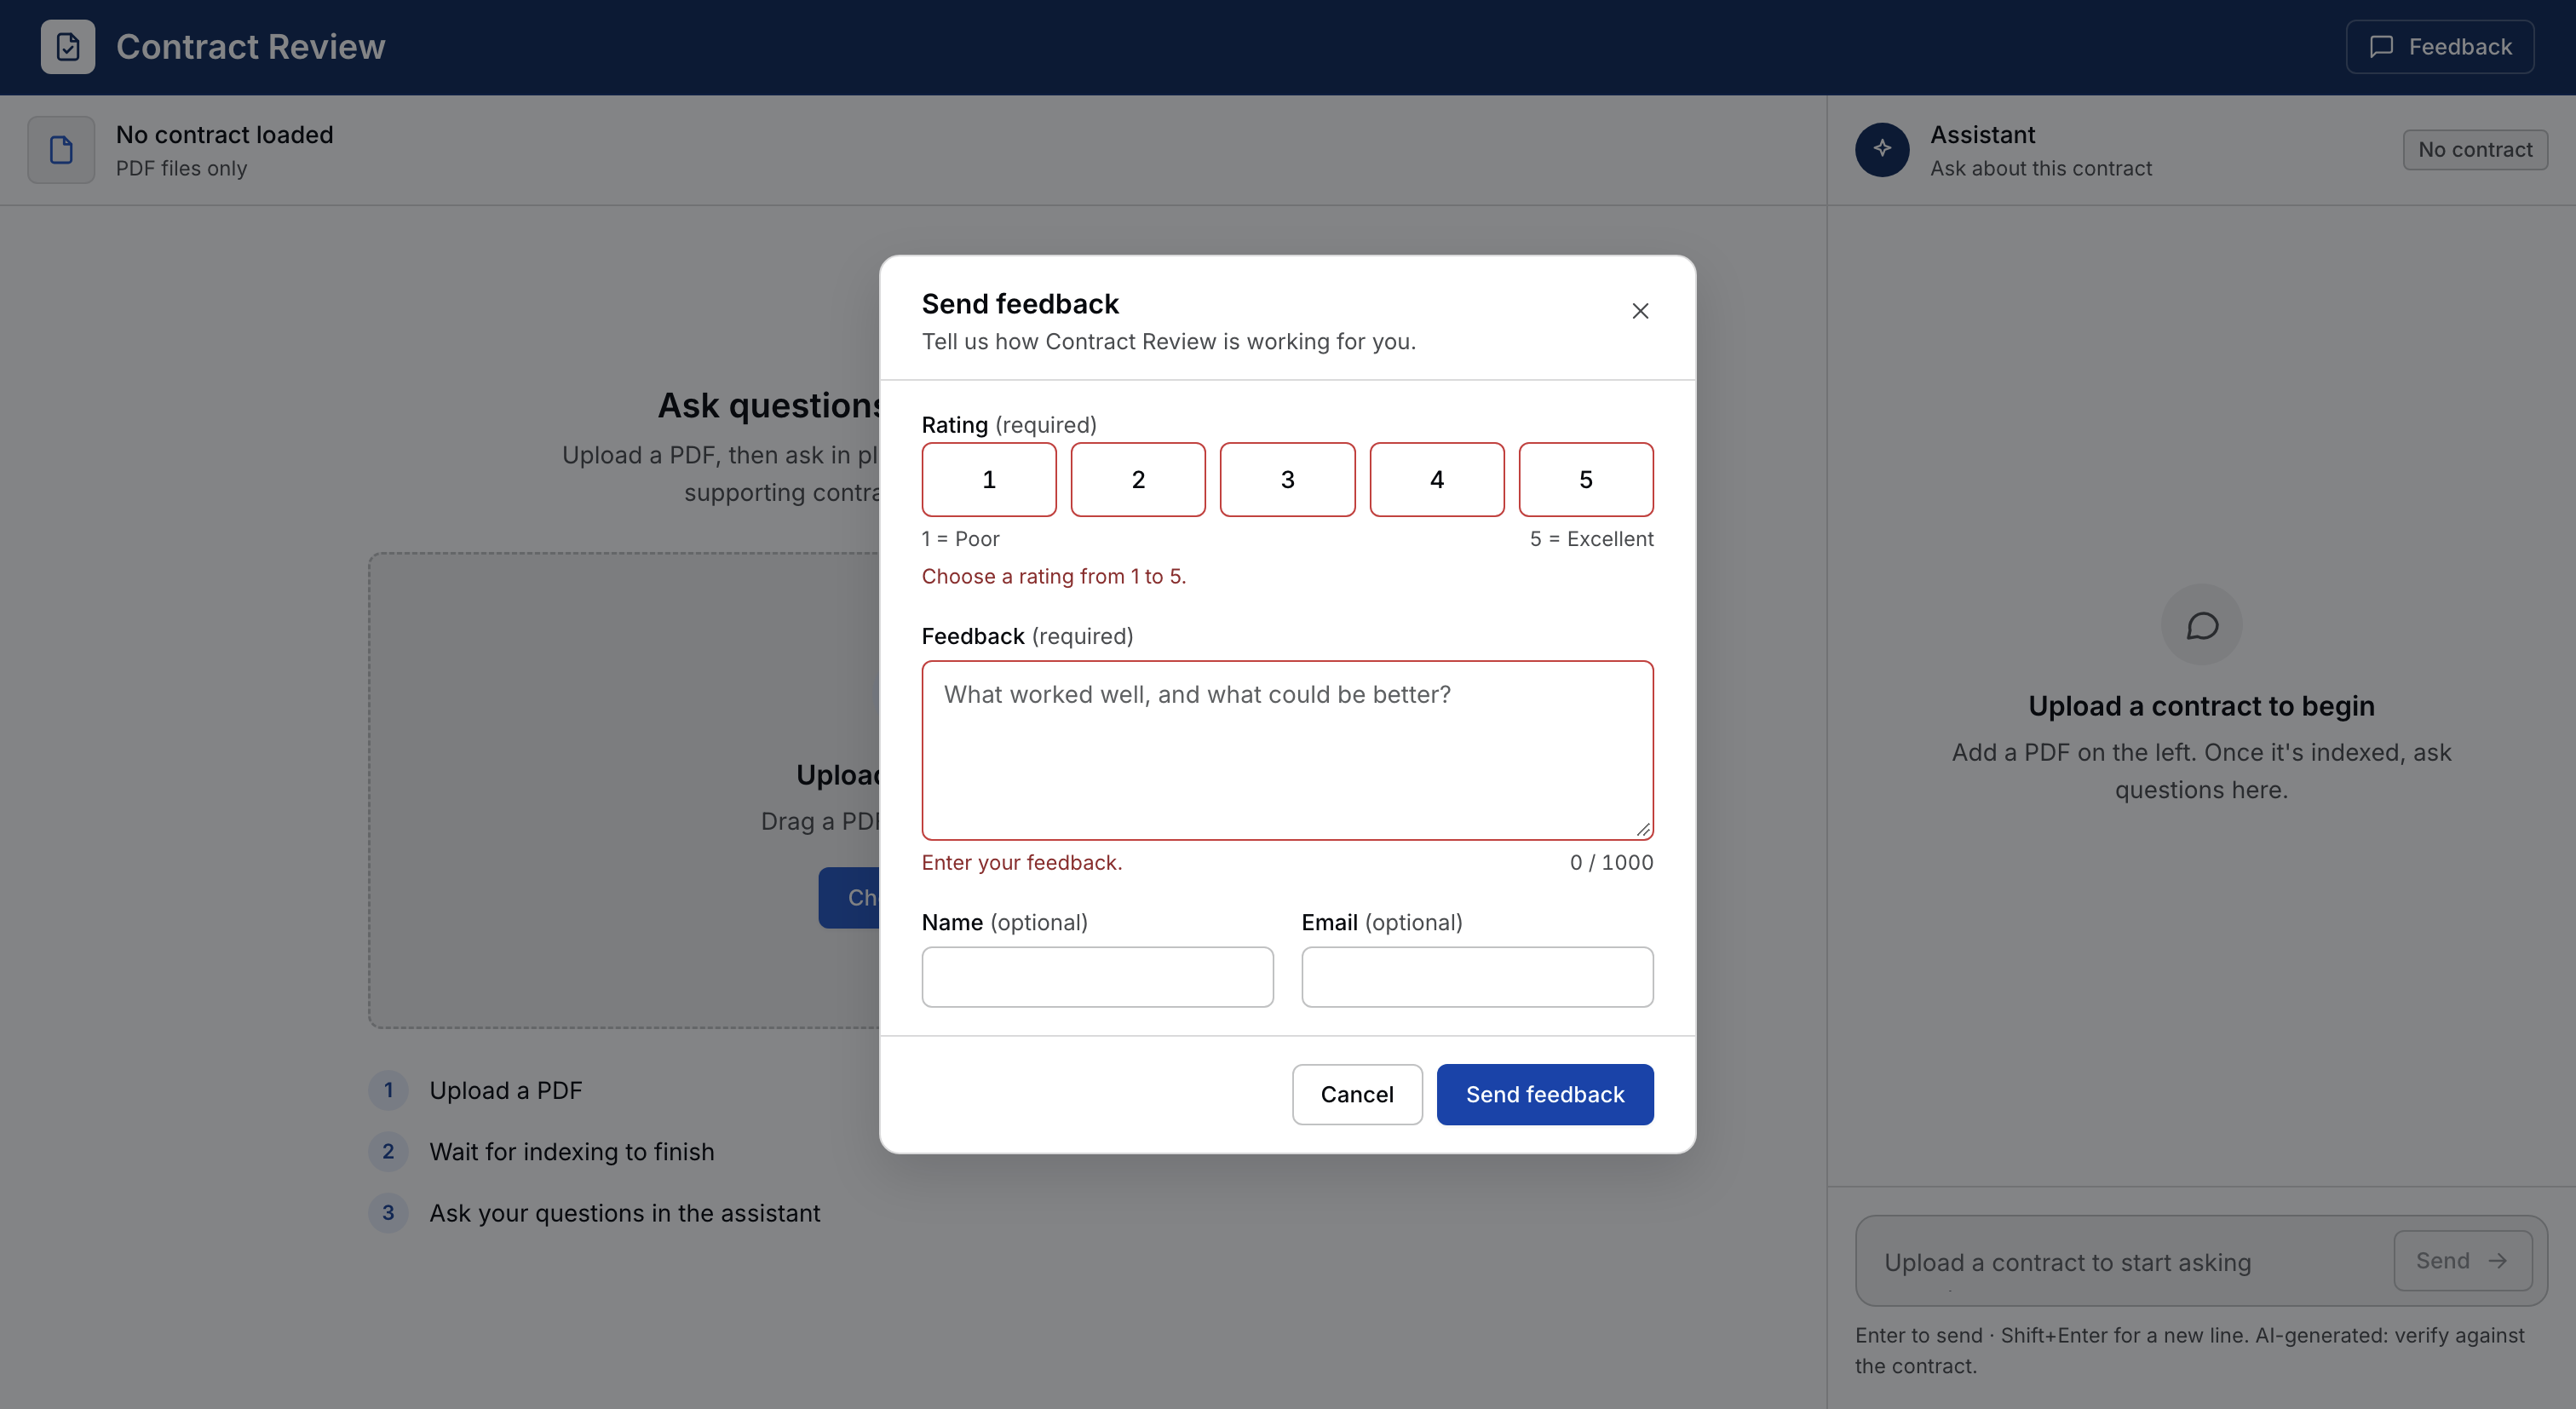 Contract Review
Feedback
No contract loaded
PDF files only
Assistant
Ask about this contract
No contract
Ask questions
Upload a PDF, then ask in
supporting
Send feedback
Tell us how Contract Review is working for you.
Rating (required)
1 2 3 4 5
1 = Poor 5 = Excellent
Choose a rating from 1 to 5.
Feedback (required)
What worked well, and what could be better?
Enter your feedback. 0 / 1000
Name (optional) Email (optional)
Cancel Send feedback
Drag a
1 Upload a PDF
2 Wait for indexing to finish
3 Ask your questions in the assistant
Upload a contract to begin
Add a PDF on the left. Once it's indexed, ask
questions here.
Upload a contract to start asking
Send
Enter to send · Shift+Enter for a new line. AI-generated: verify against
the contract.